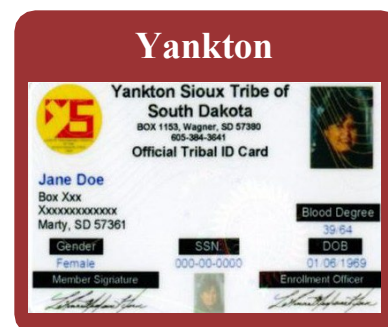 Yankton
Yankton Sioux Tribe of
South Dakota
BOX 1153, Wagner, SD 57380
605-384-3641
Official Tribal ID Card
YS
Jane Doe
Box Xxx
Xxxxxxxxxxxxx
Marty, SD 57361
Blood Degree
39/64
Gender
SSN:
DOB
Female
000-00-0000
01.06.1969
Member Signature
Enrollment Officer